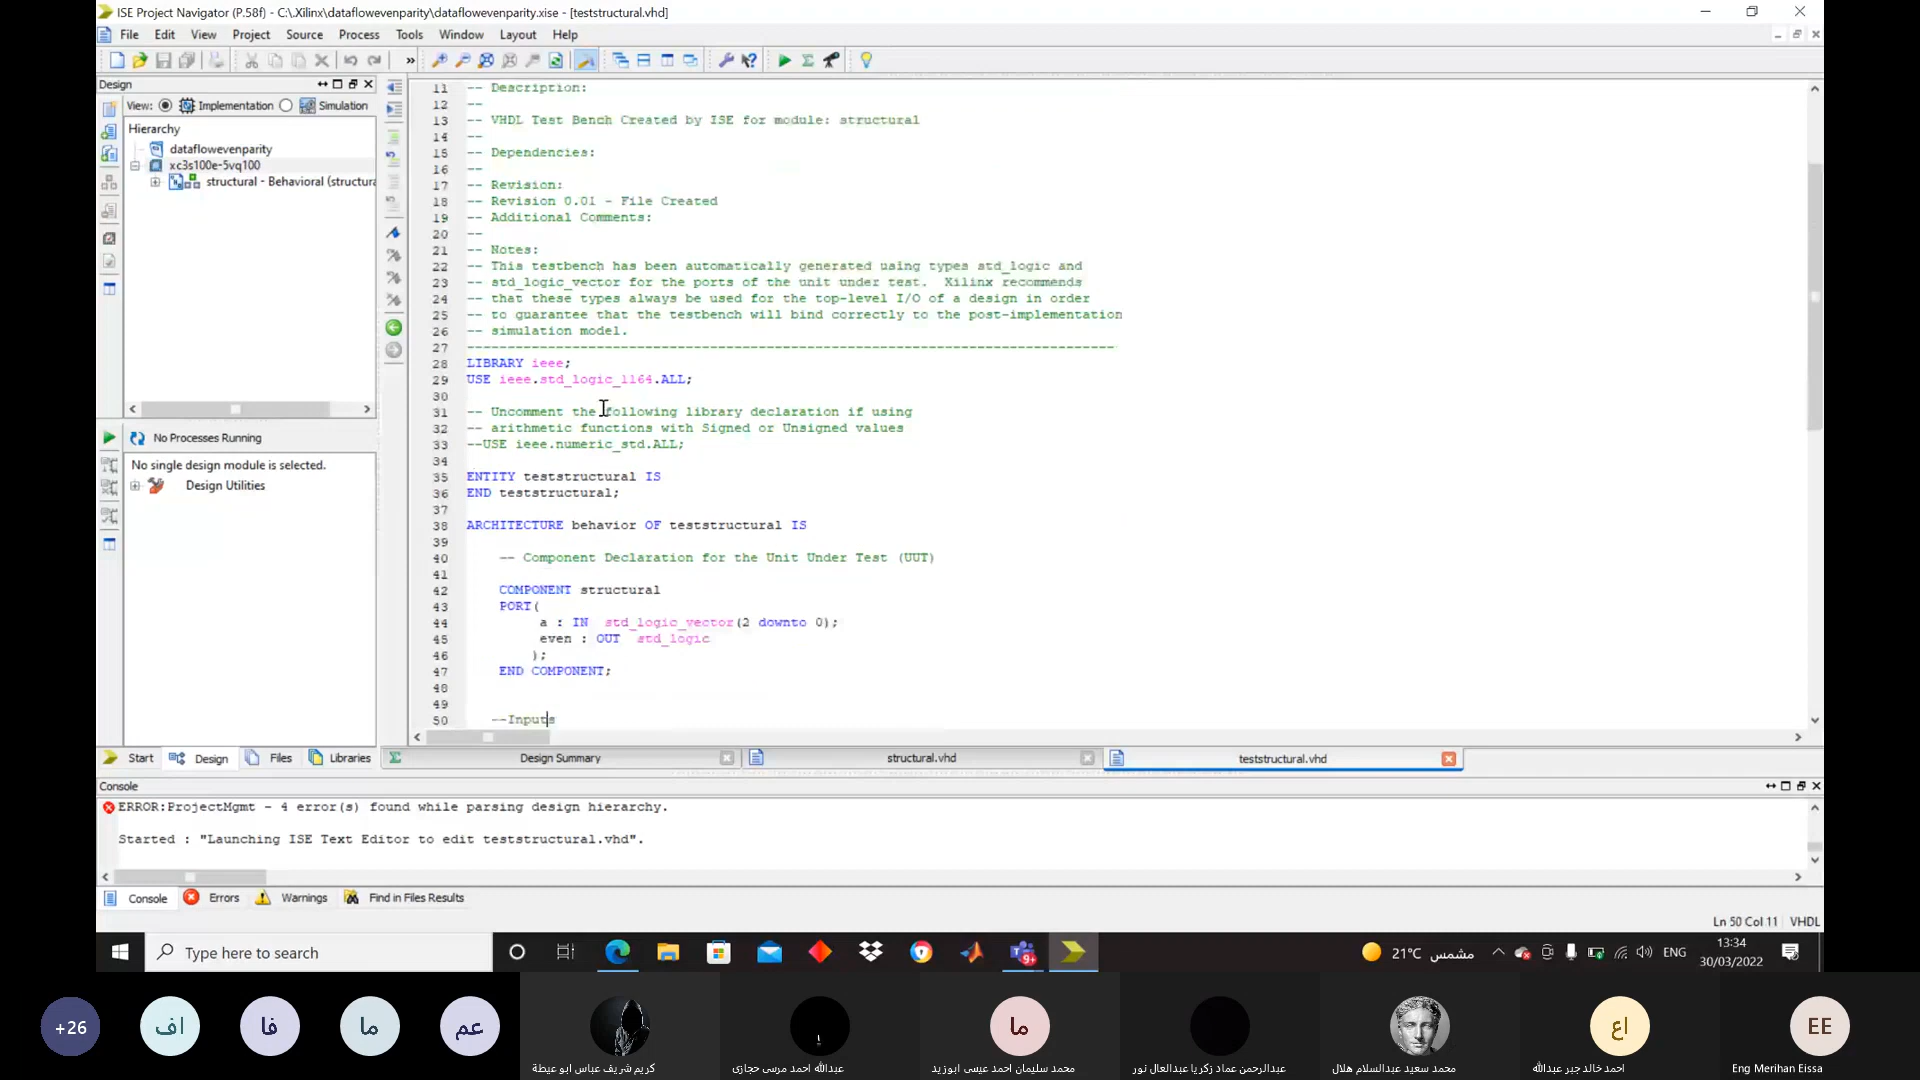 ISE Project Navigator (P.58f) - C:\.Xilinx\dataflowevenparity\dataflowevenparity.xise - [teststructural.vhd]
File Edit View Project Source Process Tools Window Layout Help
Design
View: Implementation Simulation
Hierarchy
dataflowevenparity
xc3s100e-5vq100
structural - Behavioral (structura
No Processes Running
No single design module is selected.
Design Utilities
11 -- Description:
12 --
13 -- VHDL Test Bench Created by ISE for module: structural
14 --
15 -- Dependencies:
16 --
17 -- Revision:
18 -- Revision 0.01 - File Created
19 -- Additional Comments:
20 --
21 -- Notes:
22 -- This testbench has been automatically generated using types std_logic and
23 -- std_logic_vector for the ports of the unit under test.  Xilinx recommends
24 -- that these types always be used for the top-level I/O of a design in order
25 -- to guarantee that the testbench will bind correctly to the post-implementation
26 -- simulation model.
27 --------------------------------------------------------------------------------
28 LIBRARY ieee;
29 USE ieee.std_logic_1164.ALL;
30
31 -- Uncomment the following library declaration if using
32 -- arithmetic functions with Signed or Unsigned values
33 --USE ieee.numeric_std.ALL;
34
35 ENTITY teststructural IS
36 END teststructural;
37
38 ARCHITECTURE behavior OF teststructural IS
39
40 -- Component Declaration for the Unit Under Test (UUT)
41
42 COMPONENT structural
43 PORT(
44 a : IN  std_logic_vector(2 downto 0);
45 even : OUT  std_logic
46 );
47 END COMPONENT;
48
49
50 --Inputs
Start Design Files Libraries
Design Summary structural.vhd teststructural.vhd
Console
ERROR:ProjectMgmt - 4 error(s) found while parsing design hierarchy.
Started : "Launching ISE Text Editor to edit teststructural.vhd".
Console Errors Warnings Find in Files Results
Ln 50 Col 11 VHDL
Type here to search
9+
21°C مشمس
ENG
13:34
30/03/2022
+26
اف
فا
ما
عم
ما
اع
EE
كريم شريف عباس ابو عيطة
عبدالله احمد مرسى حجازى
محمد سليمان احمد عيسى ابوزيد
عبدالرحمن عماد زكريا عبدالعال نور
محمد سعيد عبدالسلام هلال
احمد خالد جبر عبدالله
Eng Merihan Eissa